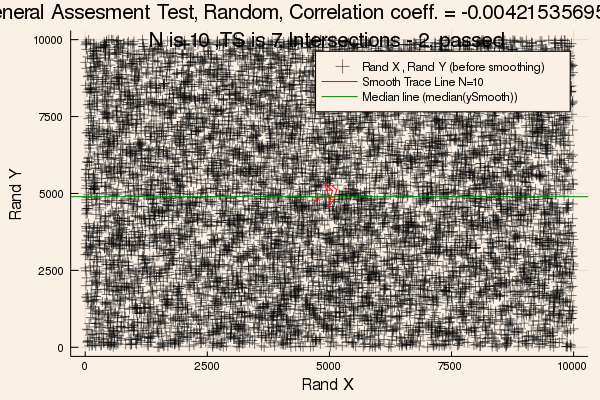 eneral Assesment Test, Random, Correlation coeff. = -0.00421535695
N is 10 ,TS is 7 Intersections - 2, passed
Rand X , Rand Y (before smoothing)
Smooth Trace Line N=10
Median line (median(ySmooth))
10000
7500
5000
2500
0
Rand Y
0 2500 5000 7500 10000
Rand X